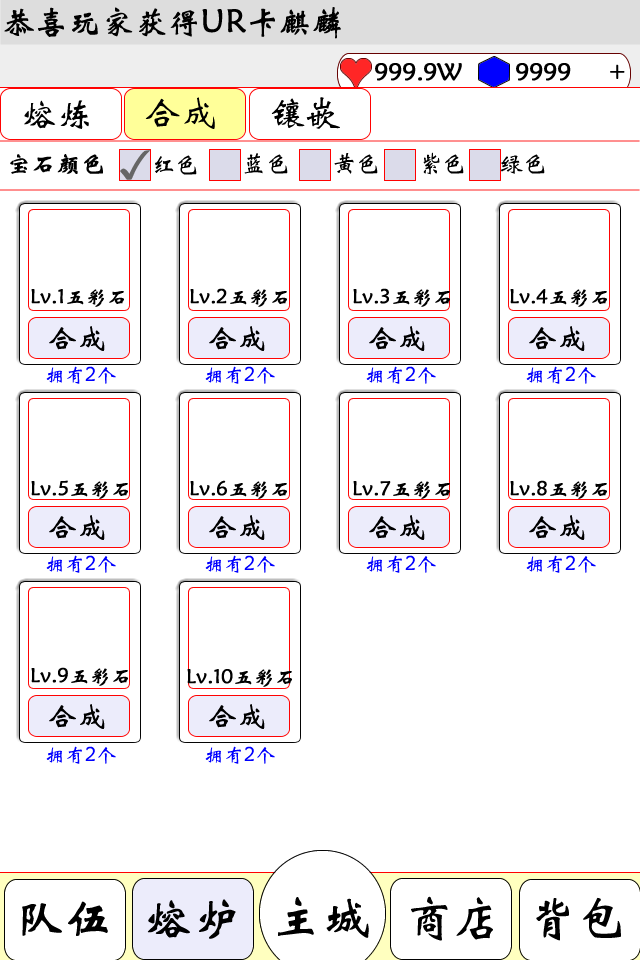 恭喜玩家获得UR卡麒麟
999.9W 9999 +
熔炼 合成 镶嵌
宝石颜色 红色 蓝色 黄色 紫色 绿色
Lv.1五彩石 Lv.2五彩石 Lv.3五彩石 Lv.4五彩石
合成 合成 合成 合成
拥有2个 拥有2个 拥有2个 拥有2个
Lv.5五彩石 Lv.6五彩石 Lv.7五彩石 Lv.8五彩石
合成 合成 合成 合成
拥有2个 拥有2个 拥有2个 拥有2个
Lv.9五彩石 Lv.10五彩石
合成 合成
拥有2个 拥有2个
队伍 熔炉 主城 商店 背包